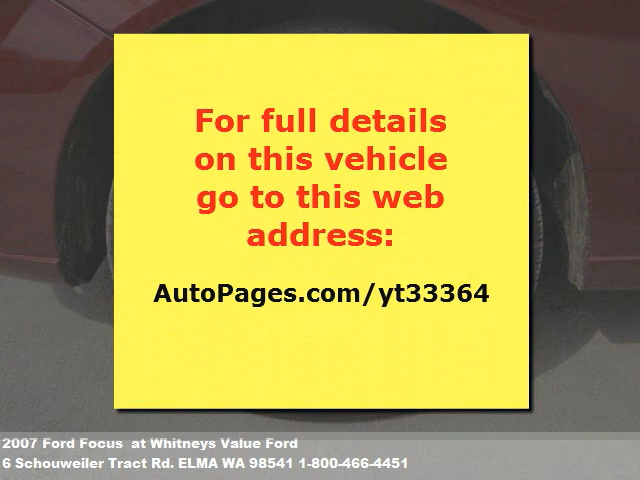 For full details
on this vehicle
go to this web
address:
AutoPages.com/yt33364
2007 Ford Focus at Whitneys Value Ford
6 Schouweiler Tract Rd. ELMA WA 98541 1-800-466-4451